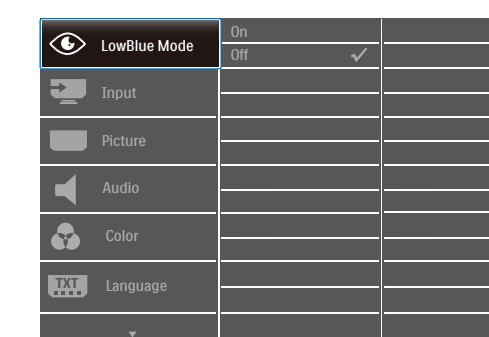 LowBlue Mode
On
Off
Input
Picture
Audio
Color
TXT
Language